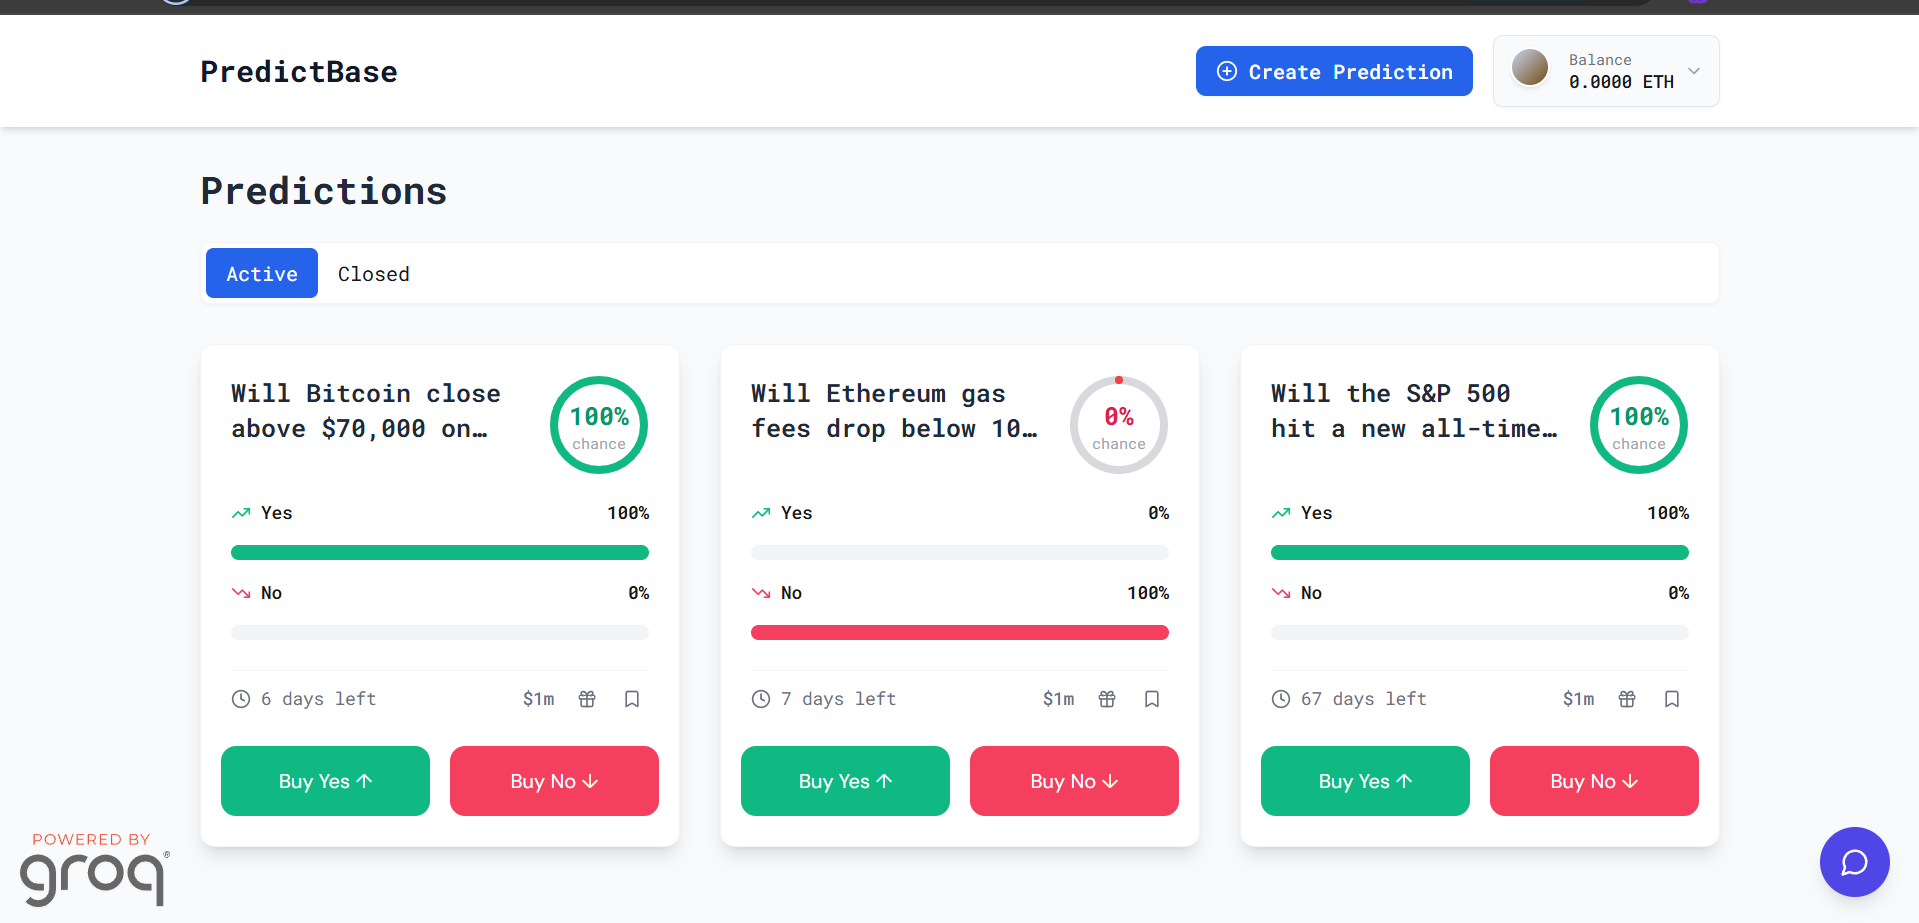 PredictBase
Create Prediction
Balance
0.0000 ETH
Predictions
Active
Closed
Will Bitcoin close
above $70,000 on…
100%
chance
Yes
100%
No
0%
6 days left
$1m
Buy Yes ↑
Buy No ↓
Will Ethereum gas
fees drop below 10…
0%
chance
Yes
0%
No
100%
7 days left
$1m
Buy Yes ↑
Buy No ↓
Will the S&P 500
hit a new all-time…
100%
chance
Yes
100%
No
0%
67 days left
$1m
Buy Yes ↑
Buy No ↓
POWERED BY
groq®